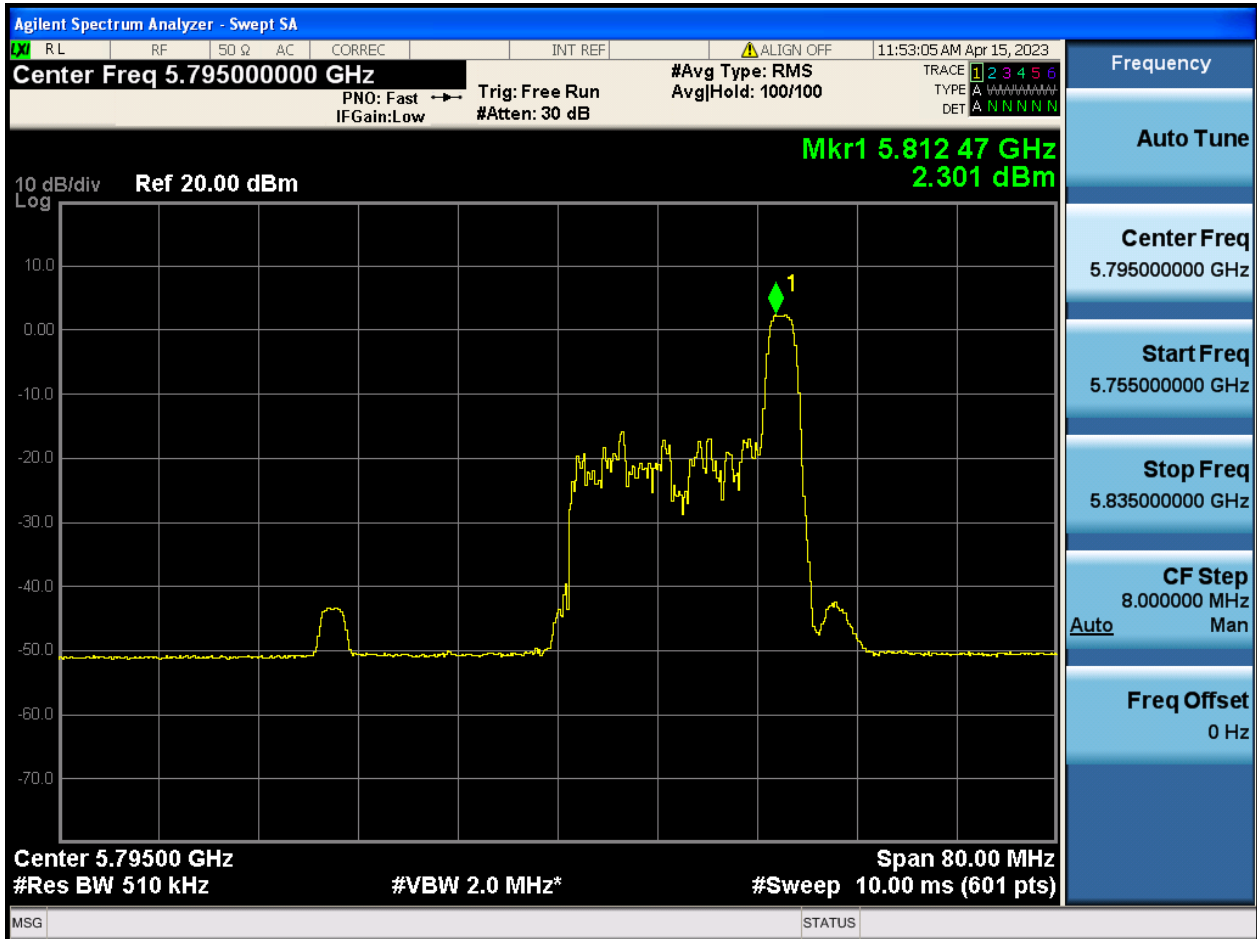 Agilent Spectrum Analyzer - Swept SA
LXI RL RF 50 Ω AC CORREC INT REF ALIGN OFF 11:53:05 AM Apr 15, 2023
Center Freq 5.795000000 GHz
PNO: Fast
IFGain:Low
Trig: Free Run
#Atten: 30 dB
#Avg Type: RMS
Avg|Hold: 100/100
TRACE 1 2 3 4 5 6
TYPE A WWWWW
DET A N N N N N
Mkr1 5.812 47 GHz
2.301 dBm
10 dB/div Ref 20.00 dBm
Log
10.0
0.00
-10.0
-20.0
-30.0
-40.0
-50.0
-60.0
-70.0
1
Center 5.79500 GHz
Span 80.00 MHz
#Res BW 510 kHz
#VBW 2.0 MHz*
#Sweep 10.00 ms (601 pts)
MSG
STATUS
Frequency
Auto Tune
Center Freq
5.795000000 GHz
Start Freq
5.755000000 GHz
Stop Freq
5.835000000 GHz
CF Step
8.000000 MHz
Auto Man
Freq Offset
0 Hz